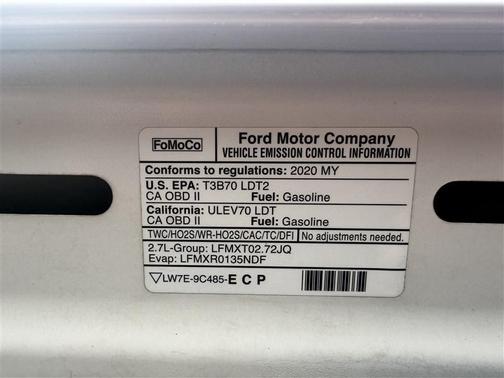 FoMoCo
Ford Motor Company
VEHICLE EMISSION CONTROL INFORMATION
Conforms to regulations: 2020 MY
U.S. EPA: T3B70 LDT2
CA OBD II Fuel: Gasoline
California: ULEV70 LDT
CA OBD II Fuel: Gasoline
TWC/HO2S/WR-HO2S/CAC/TC/DFI No adjustments needed.
2.7L-Group: LFMXT02.72JQ
Evap: LFMXR0135NDF
LW7E-9C485-E C P